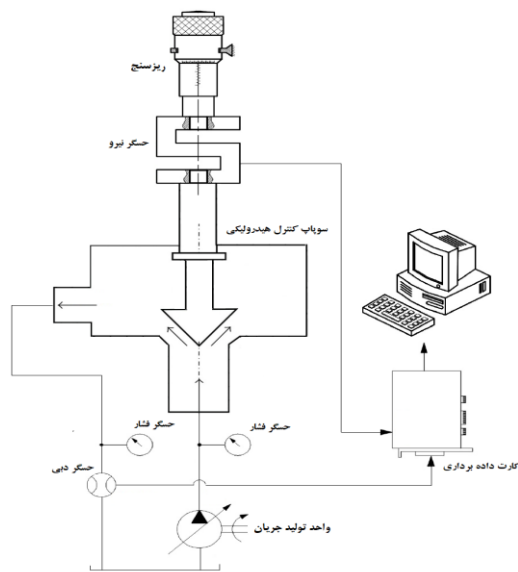 ریزسنج
حسگر نیرو
سوپاپ کنترل هیدرولیکی
حسگر فشار
حسگر فشار
حسگر دبی
کارت داده برداری
واحد تولید جریان